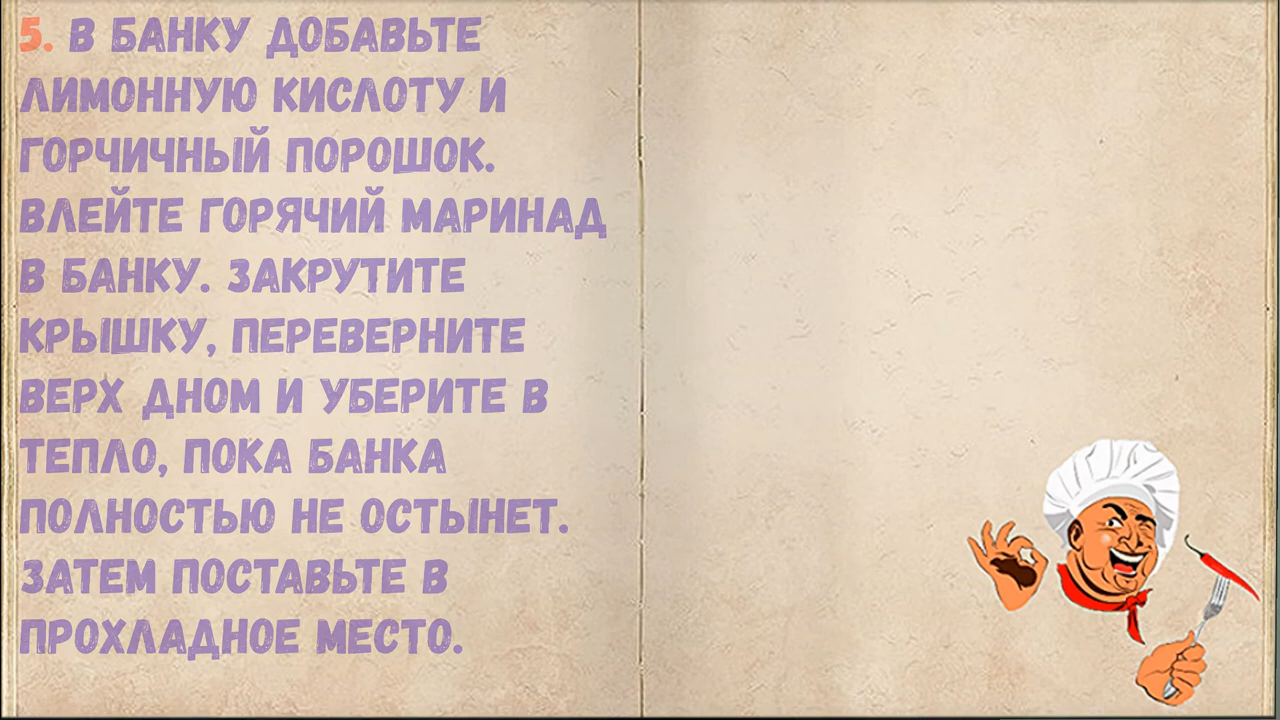 5. В БАНКУ ДОБАВЬТЕ
ЛИМОННУЮ КИСЛОТУ И
ГОРЧИЧНЫЙ ПОРОШОК.
ВЛЕЙТЕ ГОРЯЧИЙ МАРИНАД
В БАНКУ. ЗАКРУТИТЕ
КРЫШКУ, ПЕРЕВЕРНИТЕ
ВЕРХ ДНОМ И УБЕРИТЕ В
ТЕПЛО, ПОКА БАНКА
ПОЛНОСТЬЮ НЕ ОСТЫНЕТ.
ЗАТЕМ ПОСТАВЬТЕ В
ПРОХЛАДНОЕ МЕСТО.